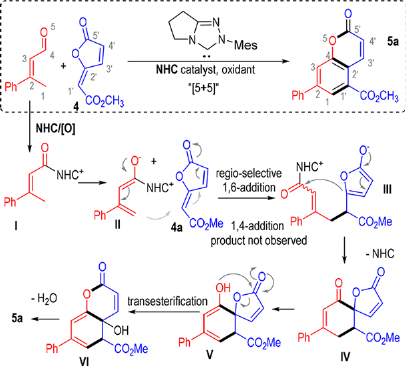 O
O
5'
5a
O
4
3
Ph
2
1
+
O
5'
O
4'
2'
3'
1'
4
CO₂CH₃
N
N
N–Mes
NHC catalyst, oxidant
"[5+5]"
5
O
4
3
Ph
2
1
1'
2'
3'
4'
CO₂CH₃
NHC/[O]
O
NHC⁺
Ph
I
O⁻
NHC⁺
Ph
II
+
O
O
CO₂Me
4a
regio-selective
1,6-addition
1,4-addition
product not observed
NHC⁺
O
O
O⁻
Ph
CO₂Me
III
– NHC
O
O
O
Ph
CO₂Me
IV
OH
O
O
Ph
CO₂Me
V
transesterification
O
O
OH
Ph
CO₂Me
VI
- H₂O
5a